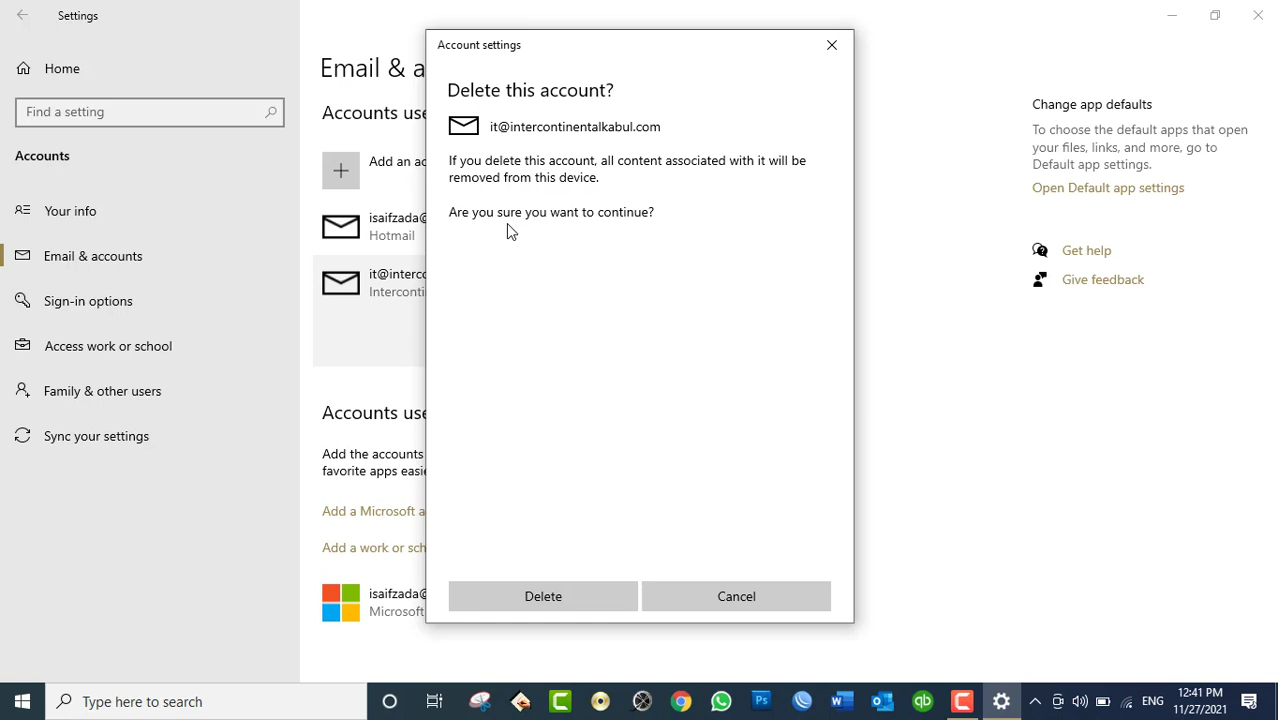 Settings
Home
Find a setting
Accounts
Your info
Email & accounts
Sign-in options
Access work or school
Family & other users
Sync your settings
Email & a
Accounts use
Add an ac
isaifzada@
Hotmail
it@interco
Interconti
Accounts use
Add the accounts
favorite apps easie
Add a Microsoft a
Add a work or sch
isaifzada@
Microsoft
Account settings
Delete this account?
it@intercontinentalkabul.com
If you delete this account, all content associated with it will be
removed from this device.
Are you sure you want to continue?
Delete
Cancel
Change app defaults
To choose the default apps that open
your files, links, and more, go to
Default app settings.
Open Default app settings
Get help
Give feedback
Type here to search
Ps
W
qb
C
ENG
12:41 PM
11/27/2021